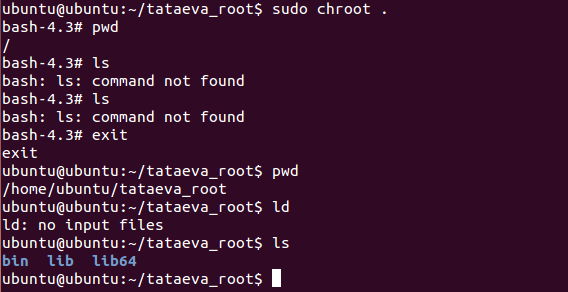 ubuntu@ubuntu:~/tataeva_root$ sudo chroot .
bash-4.3# pwd
/
bash-4.3# ls
bash: ls: command not found
bash-4.3# ls
bash: ls: command not found
bash-4.3# exit
exit
ubuntu@ubuntu:~/tataeva_root$ pwd
/home/ubuntu/tataeva_root
ubuntu@ubuntu:~/tataeva_root$ ld
ld: no input files
ubuntu@ubuntu:~/tataeva_root$ ls
bin  lib  lib64
ubuntu@ubuntu:~/tataeva_root$